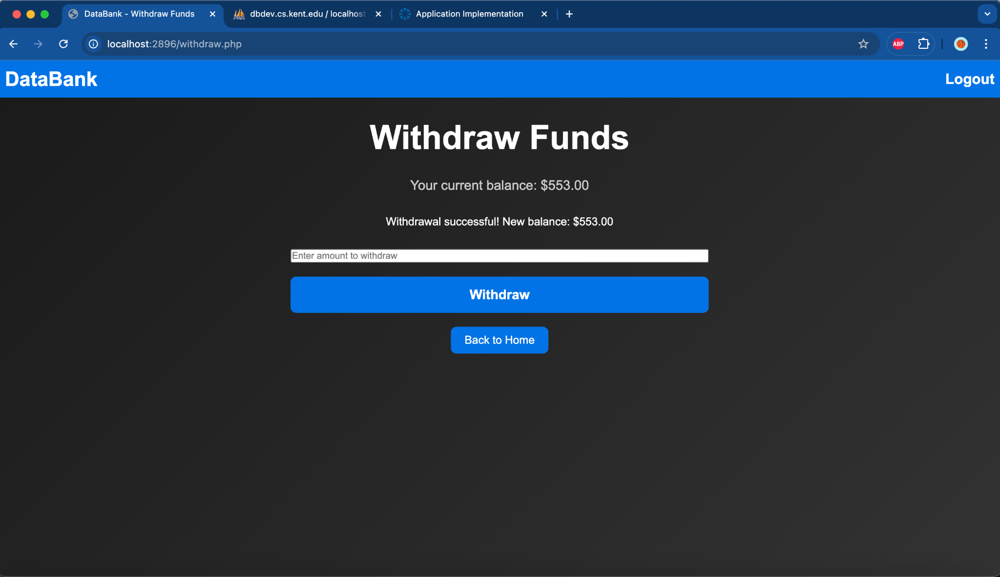 DataBank - Withdraw Funds
dbdev.cs.kent.edu / localhost
Application Implementation
localhost:2896/withdraw.php
ABP
DataBank
Logout
Withdraw Funds
Your current balance: $553.00
Withdrawal successful! New balance: $553.00
Enter amount to withdraw
Withdraw
Back to Home